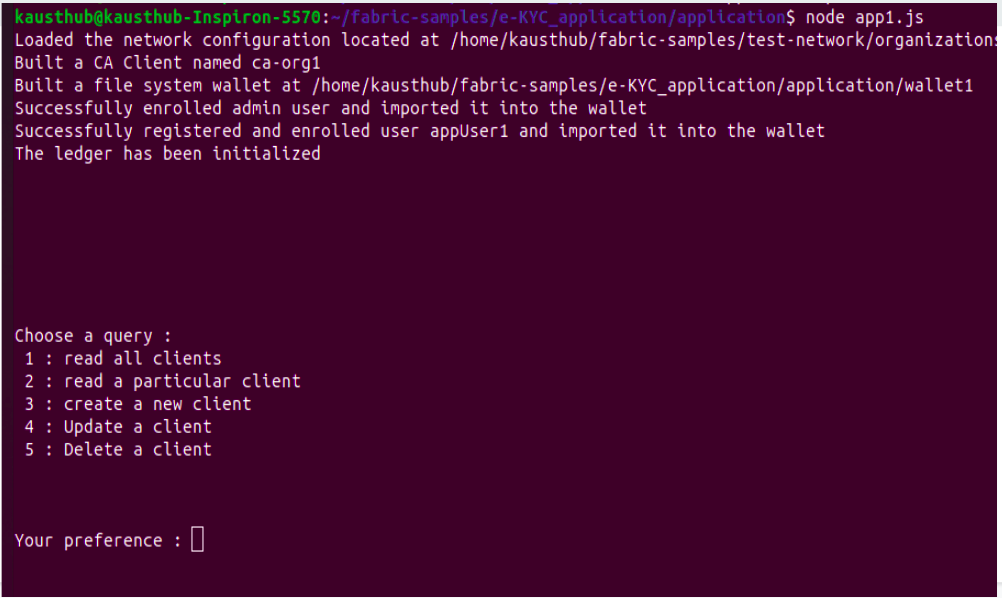 kausthub@kausthub-Inspiron-5570:~/fabric-samples/e-KYC_application/application$ node app1.js
Loaded the network configuration located at /home/kausthub/fabric-samples/test-network/organizations
Built a CA Client named ca-org1
Built a file system wallet at /home/kausthub/fabric-samples/e-KYC_application/application/wallet1
Successfully enrolled admin user and imported it into the wallet
Successfully registered and enrolled user appUser1 and imported it into the wallet
The ledger has been initialized
Choose a query :
1 : read all clients
2 : read a particular client
3 : create a new client
4 : Update a client
5 : Delete a client
Your preference :